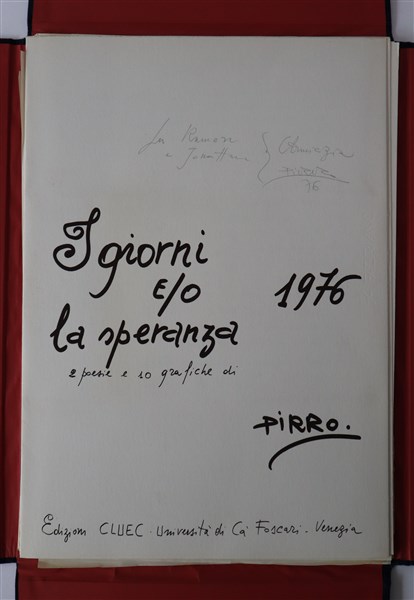 I giorni
E/O 1976
la speranza
2 poesie e 10 grafiche di
PIRRO.
Edizioni CLUEC - Università di Cà Foscari - Venezia